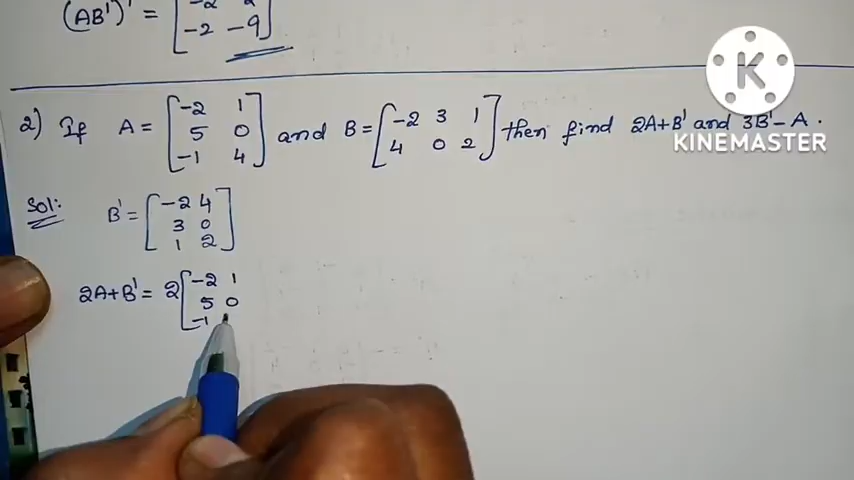 (AB')' = [-2
-2 -9]
KINEMASTER
2) If A = [-2 1
5 0
-1 4] and B = [-2 3 1
4 0 2] then find 2A+B' and 3B'-A.
Sol: B' = [-2 4
3 0
1 2]
2A+B' = 2[-2 1
5 0
-1